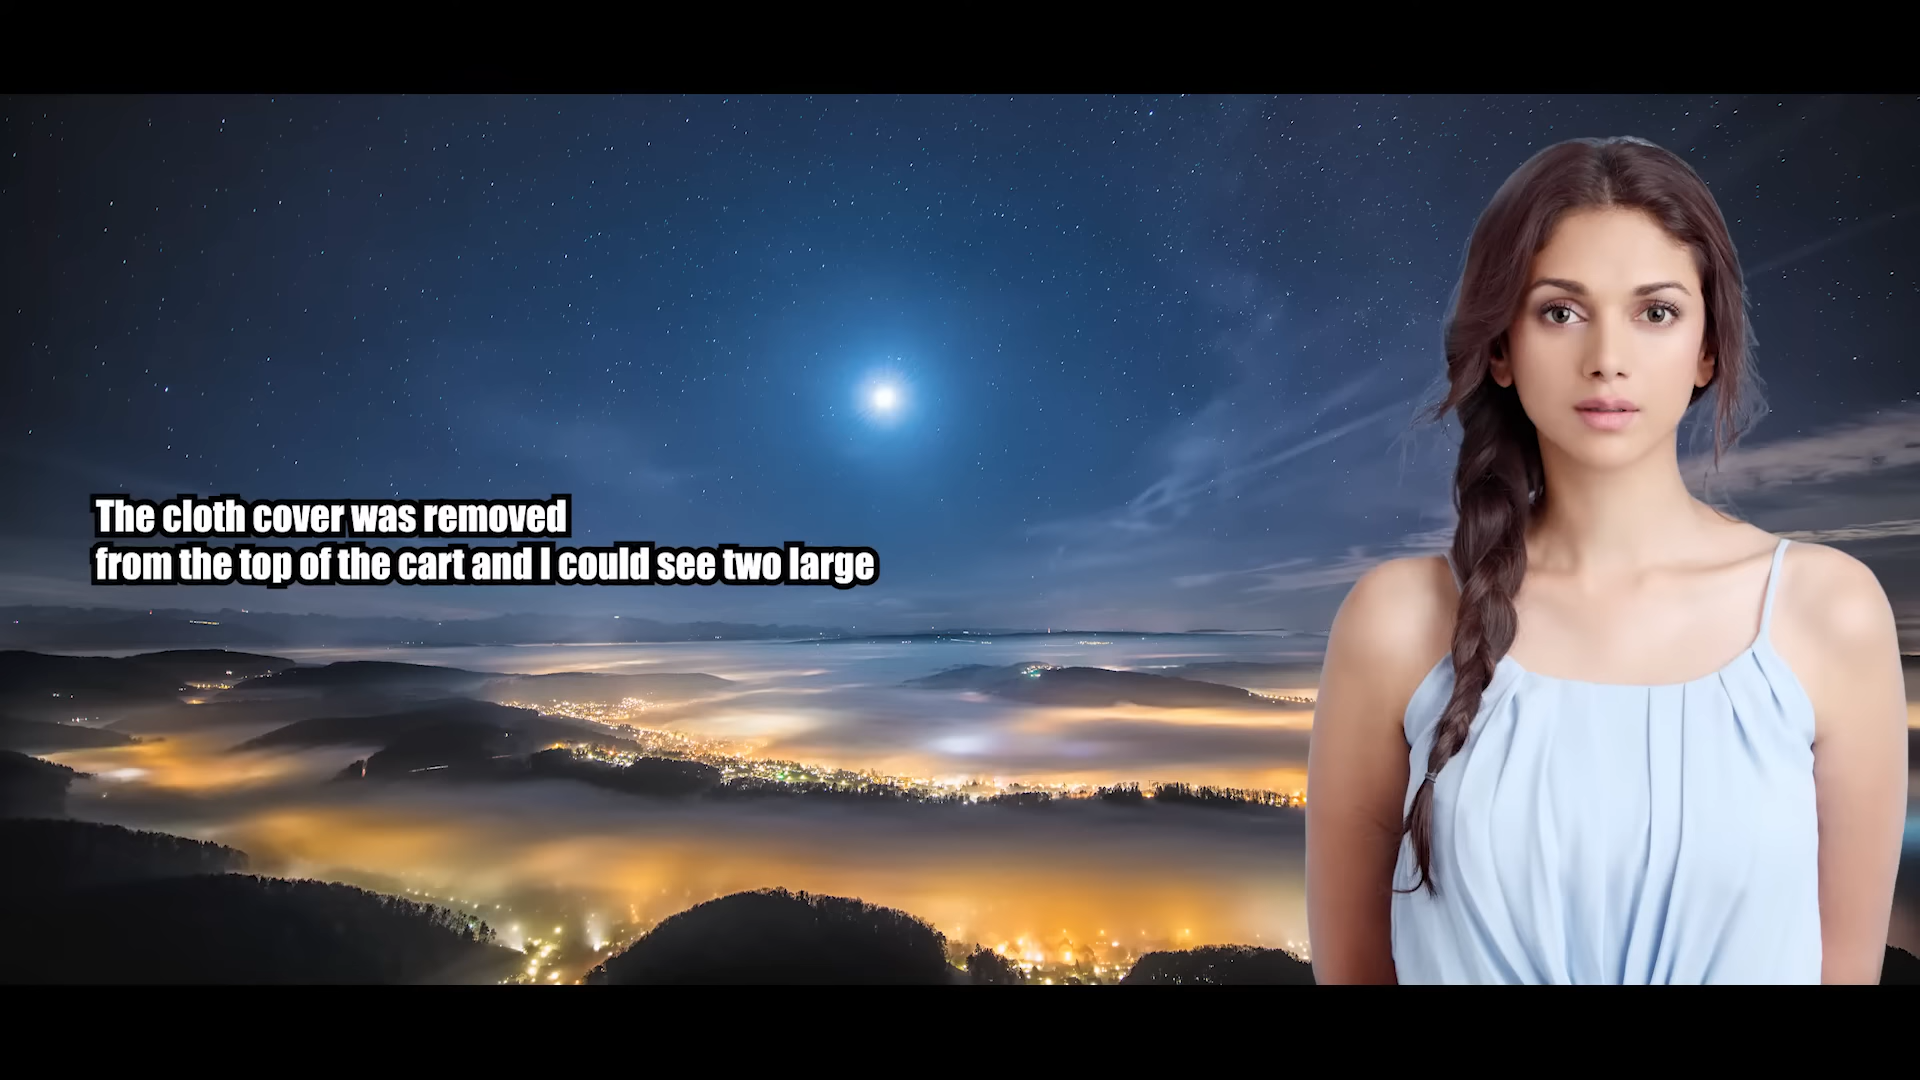 The cloth cover was removed
from the top of the cart and I could see two large